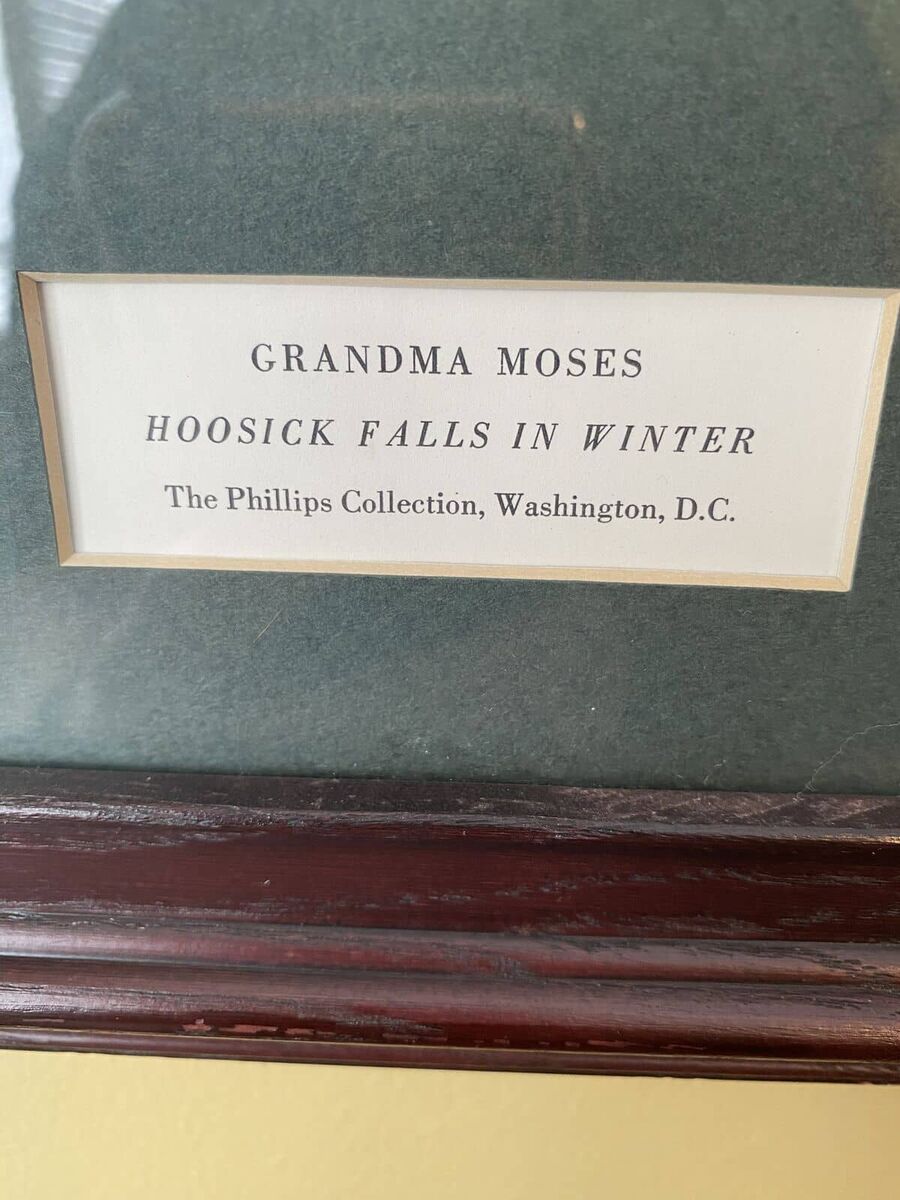 GRANDMA MOSES
HOOSICK FALLS IN WINTER
The Phillips Collection, Washington, D.C.